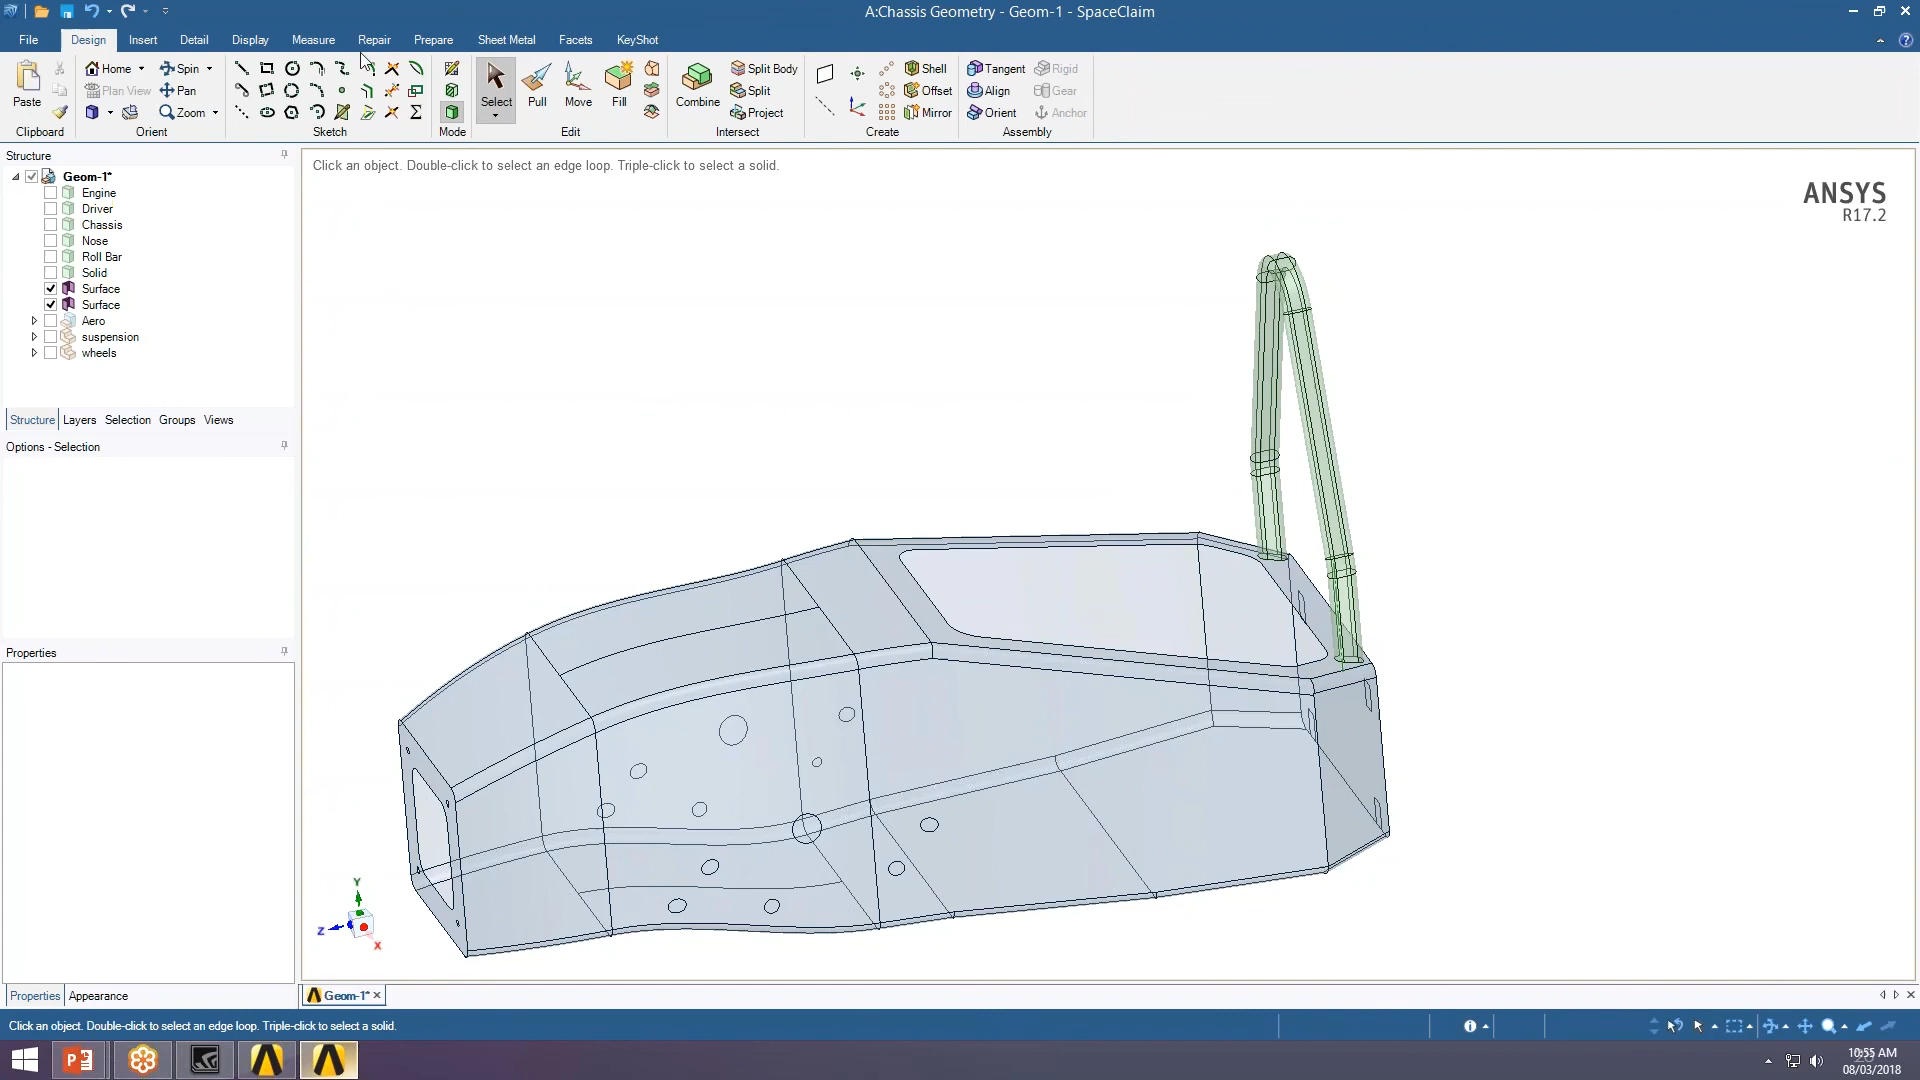 A:Chassis Geometry - Geom-1 - SpaceClaim
File Design Insert Detail Display Measure Repair Prepare Sheet Metal Facets KeyShot
Paste
Clipboard
Home Spin
Plan View Pan
Zoom
Orient
Sketch
Mode
Select Pull Move Fill
Edit
Combine
Split Body
Split
Project
Intersect
Shell
Offset
Mirror
Create
Tangent Rigid
Align Gear
Orient Anchor
Assembly
Structure
Geom-1*
Engine
Driver
Chassis
Nose
Roll Bar
Solid
Surface
Surface
Aero
suspension
wheels
Structure Layers Selection Groups Views
Options - Selection
Properties
Properties Appearance
Click an object. Double-click to select an edge loop. Triple-click to select a solid.
ANSYS
R17.2
Y
Z
X
Geom-1*
Click an object. Double-click to select an edge loop. Triple-click to select a solid.
10:55 AM
08/03/2018